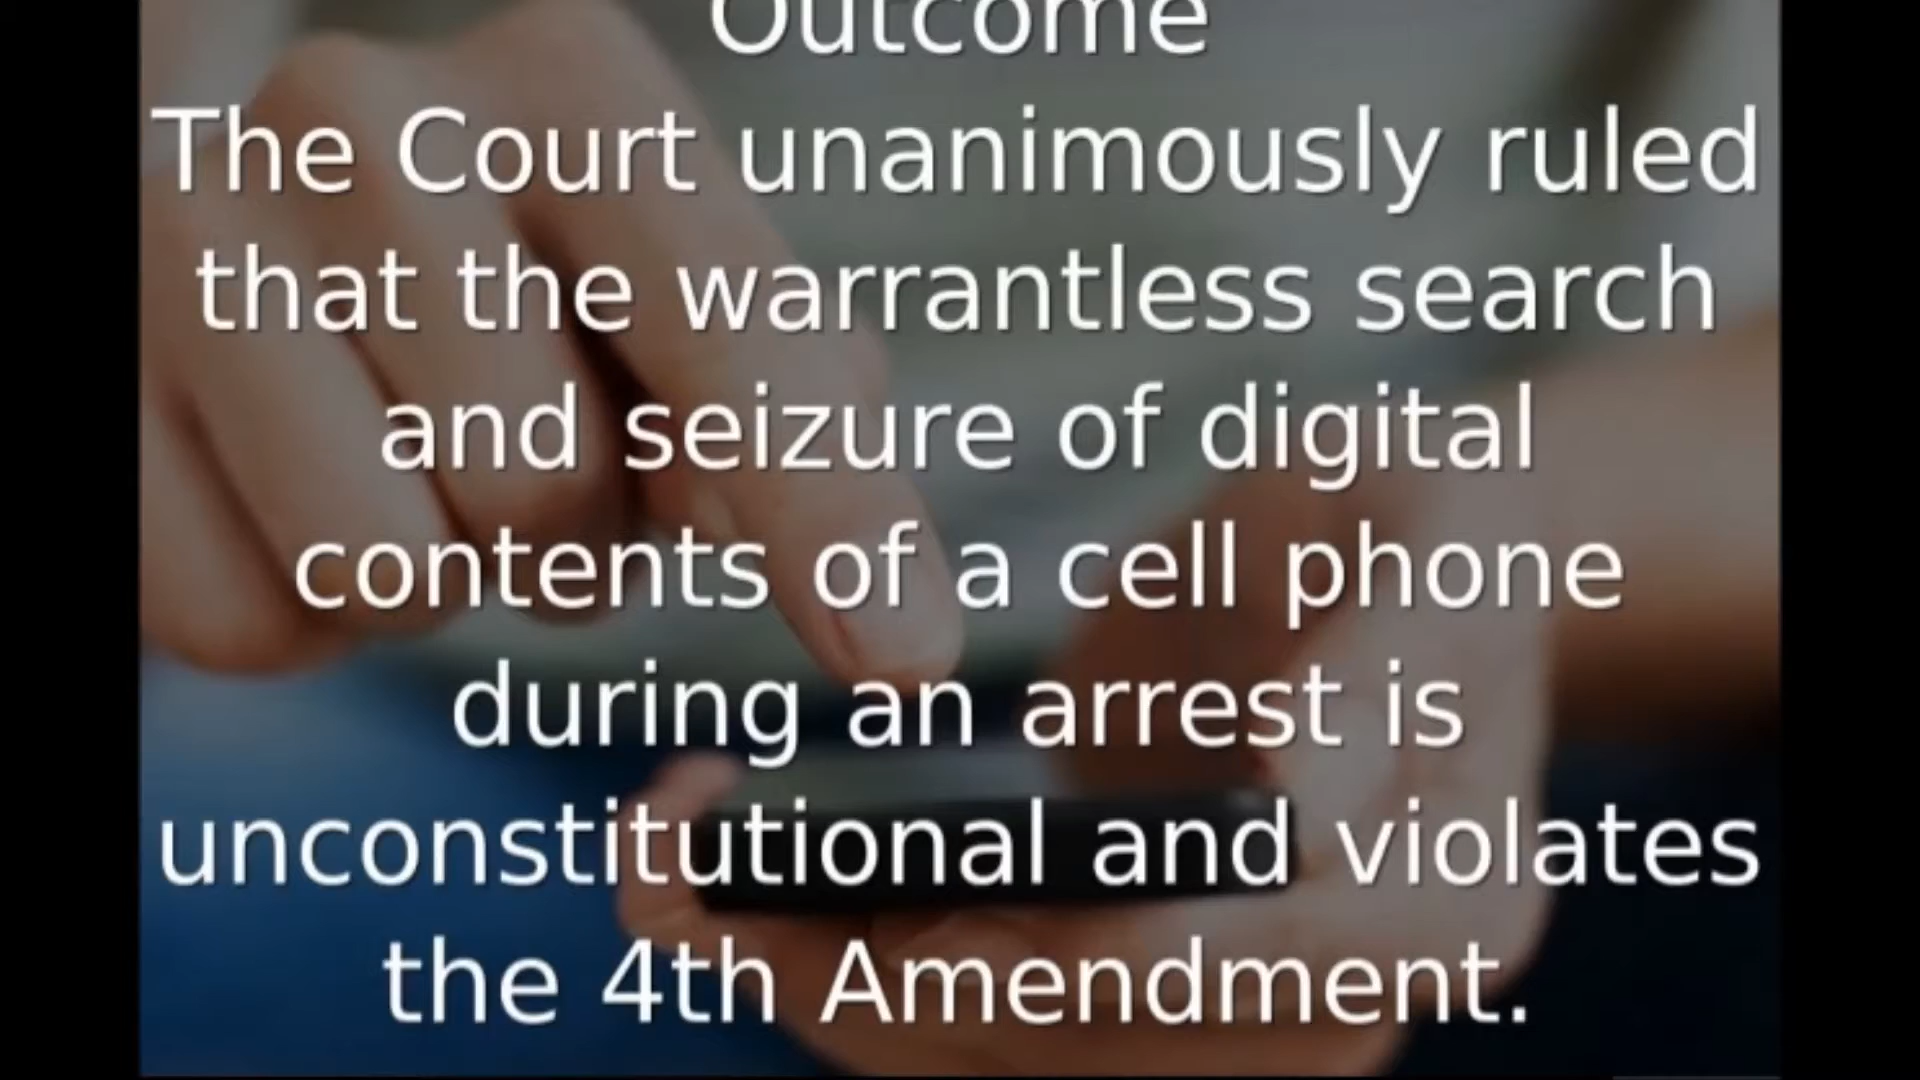 Outcome
The Court unanimously ruled
that the warrantless search
and seizure of digital
contents of a cell phone
during an arrest is
unconstitutional and violates
the 4th Amendment.